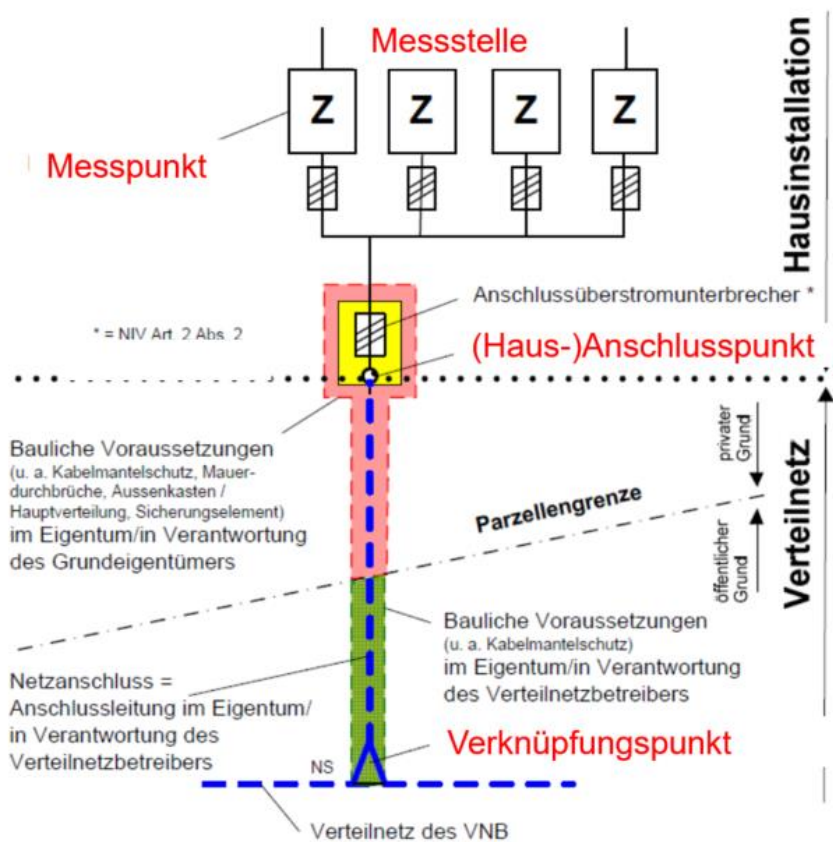 Messstelle
Z Z Z Z
Messpunkt
Hausinstallation
Anschlussüberstromunterbrecher *
* = NIV Art. 2 Abs. 2
(Haus-)Anschlusspunkt
Bauliche Voraussetzungen
(u. a. Kabelmantelschutz, Mauer-
durchbrüche, Aussenkasten /
Hauptverteilung, Sicherungselement)
im Eigentum/in Verantwortung
des Grundeigentümers
privater
Grund
Parzellengrenze
öffentlicher
Grund
Verteilnetz
Bauliche Voraussetzungen
(u. a. Kabelmantelschutz)
im Eigentum/in Verantwortung
des Verteilnetzbetreibers
Netzanschluss =
Anschlussleitung im Eigentum/
in Verantwortung des
Verteilnetzbetreibers
Verknüpfungspunkt
NS
Verteilnetz des VNB